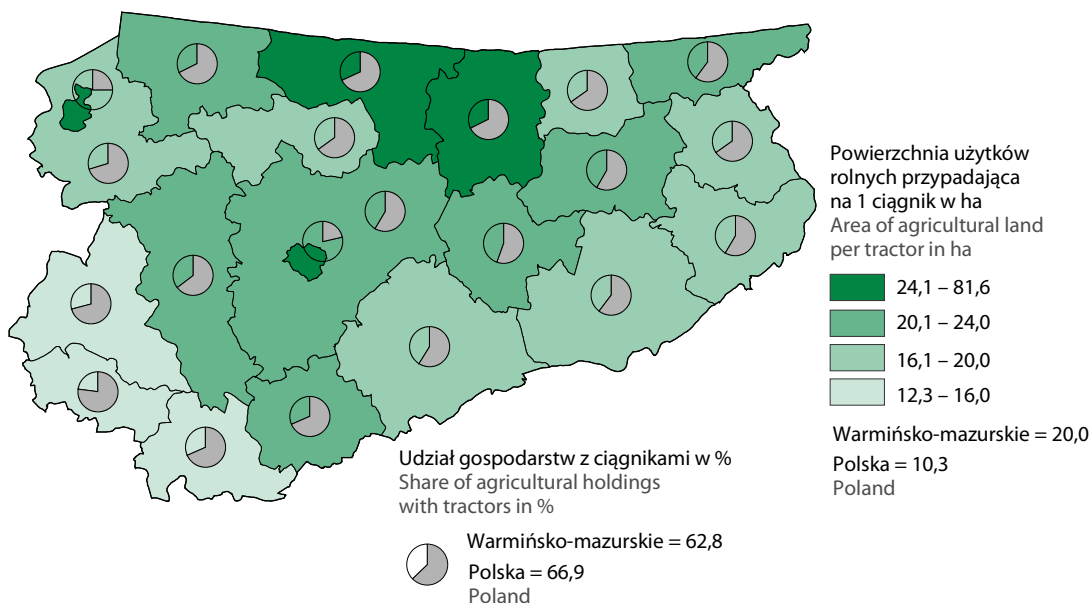 Powierzchnia użytków
rolnych przypadająca
na 1 ciągnik w ha
Area of agricultural land
per tractor in ha
24,1 – 81,6
20,1 – 24,0
16,1 – 20,0
12,3 – 16,0
Warmińsko-mazurskie = 20,0
Polska = 10,3
Poland
Udział gospodarstw z ciągnikami w %
Share of agricultural holdings
with tractors in %
Warmińsko-mazurskie = 62,8
Polska = 66,9
Poland